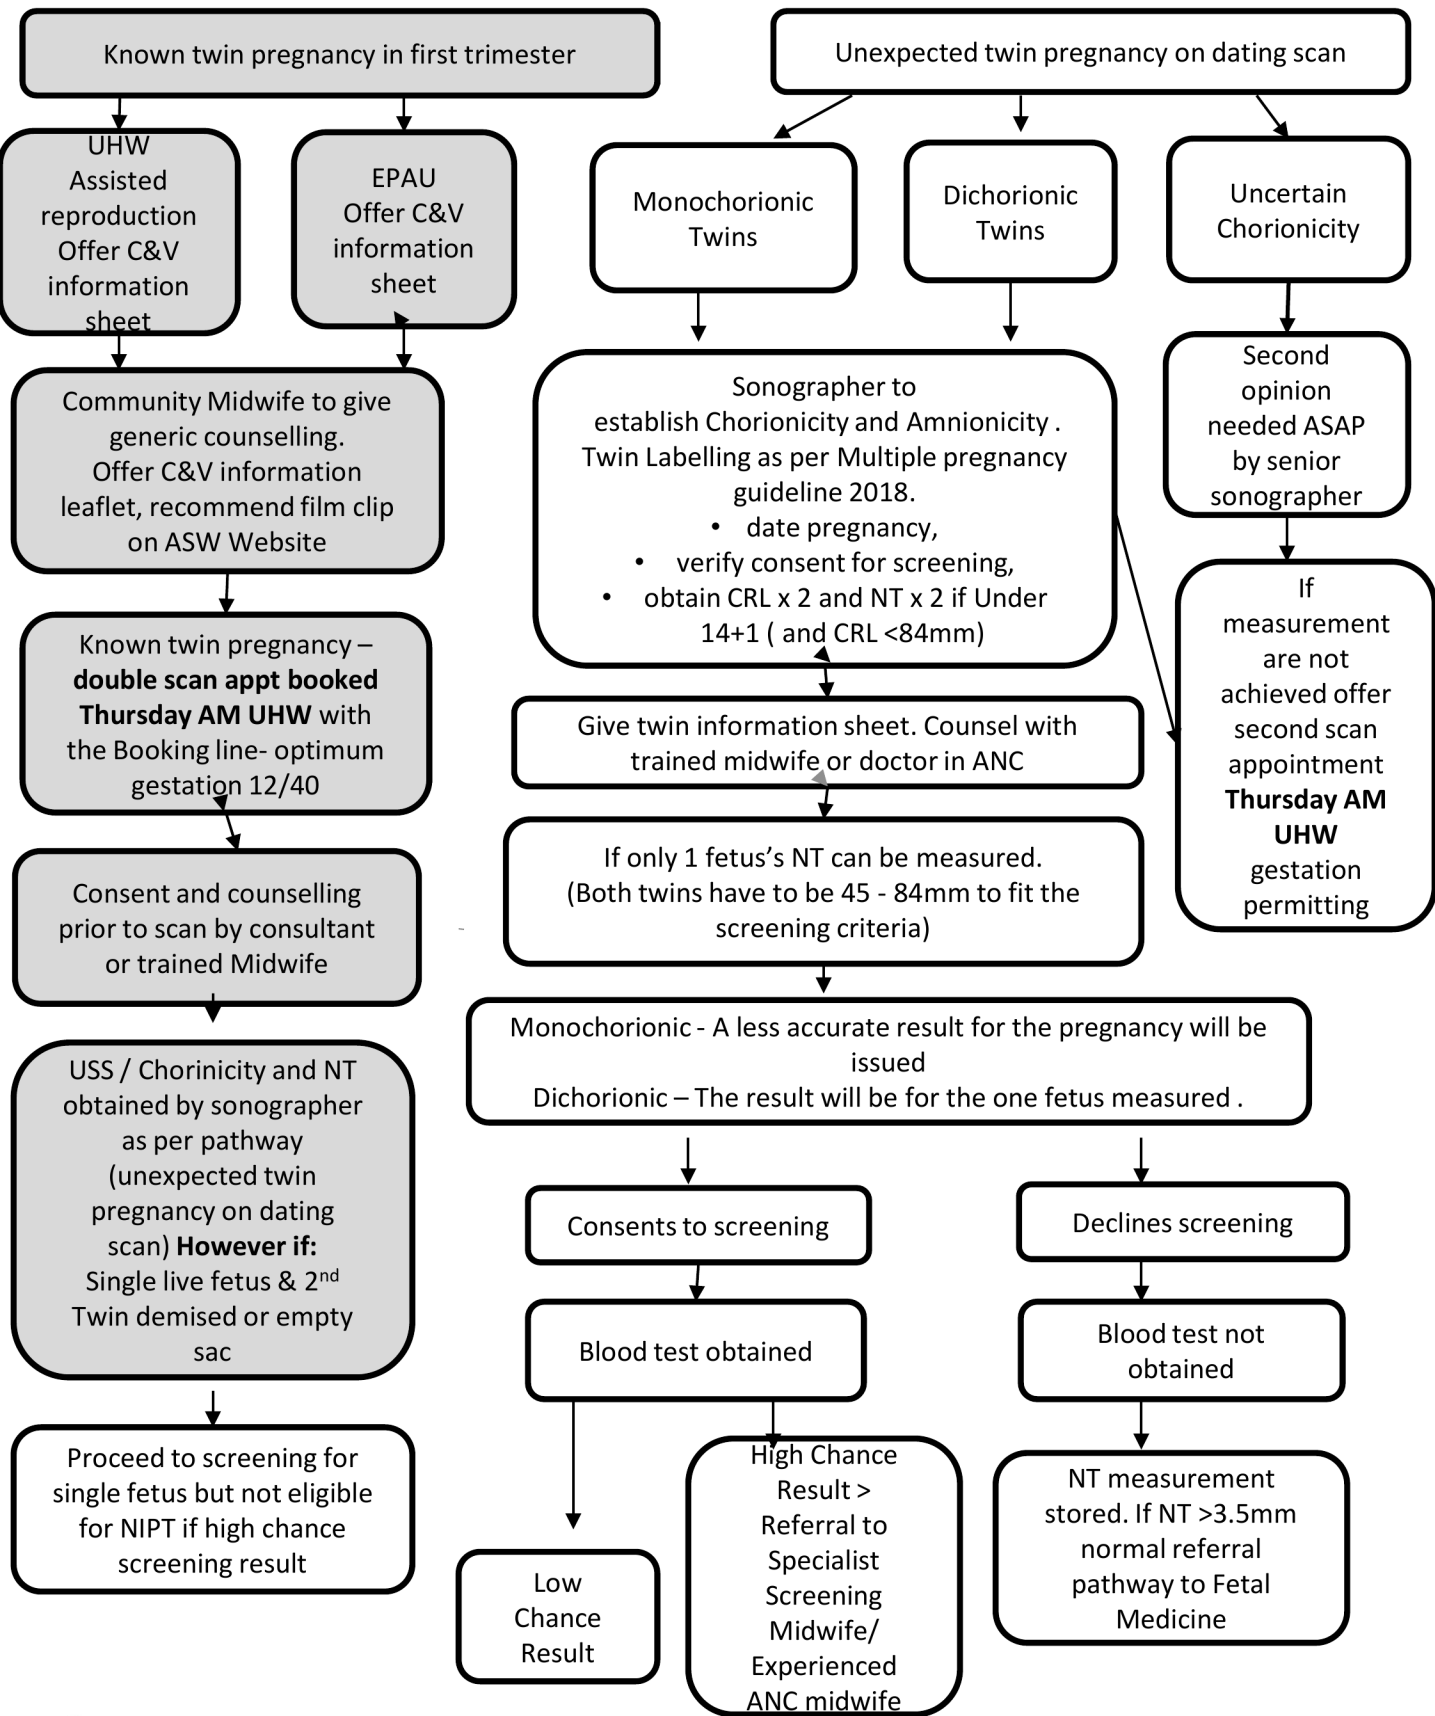 Known twin pregnancy in first trimester
UHW
Assisted
reproduction
Offer C&V
information
sheet
EPAU
Offer C&V
information
sheet
Community Midwife to give
generic counselling.
Offer C&V information
leaflet, recommend film clip
on ASW Website
Known twin pregnancy –
double scan appt booked
Thursday AM UHW with
the Booking line- optimum
gestation 12/40
Consent and counselling
prior to scan by consultant
or trained Midwife
USS / Chorinicity and NT
obtained by sonographer
as per pathway
(unexpected twin
pregnancy on dating
scan) However if:
Single live fetus & 2nd
Twin demised or empty
sac
Proceed to screening for
single fetus but not eligible
for NIPT if high chance
screening result
Unexpected twin pregnancy on dating scan
Monochorionic
Twins
Dichorionic
Twins
Uncertain
Chorionicity
Sonographer to
establish Chorionicity and Amnionicity .
Twin Labelling as per Multiple pregnancy
guideline 2018.
• date pregnancy,
• verify consent for screening,
• obtain CRL x 2 and NT x 2 if Under
14+1 ( and CRL <84mm)
Second
opinion
needed ASAP
by senior
sonographer
If
measurement
are not
achieved offer
second scan
appointment
Thursday AM
UHW
gestation
permitting
Give twin information sheet. Counsel with
trained midwife or doctor in ANC
If only 1 fetus’s NT can be measured.
(Both twins have to be 45 - 84mm to fit the
screening criteria)
Monochorionic - A less accurate result for the pregnancy will be
issued
Dichorionic – The result will be for the one fetus measured .
Consents to screening
Blood test obtained
Low
Chance
Result
High Chance
Result >
Referral to
Specialist
Screening
Midwife/
Experienced
ANC midwife
Declines screening
Blood test not
obtained
NT measurement
stored. If NT >3.5mm
normal referral
pathway to Fetal
Medicine